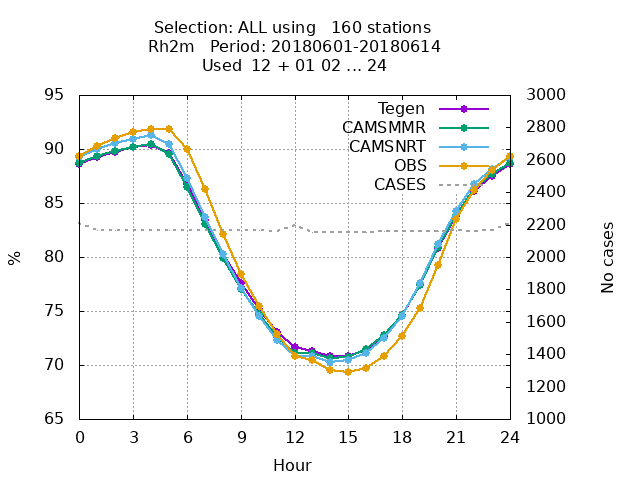 Selection: ALL using   160 stations
Rh2m   Period: 20180601-20180614
Used  12 + 01 02 ... 24
95 3000
Tegen 2800
CAMSMMR
90 CAMSNRT 2600
OBS
CASES 2400
85 2200
80 2000
% No cases
1800
75 1600
70 1400
1200
65 1000
0 3 6 9 12 15 18 21 24
Hour